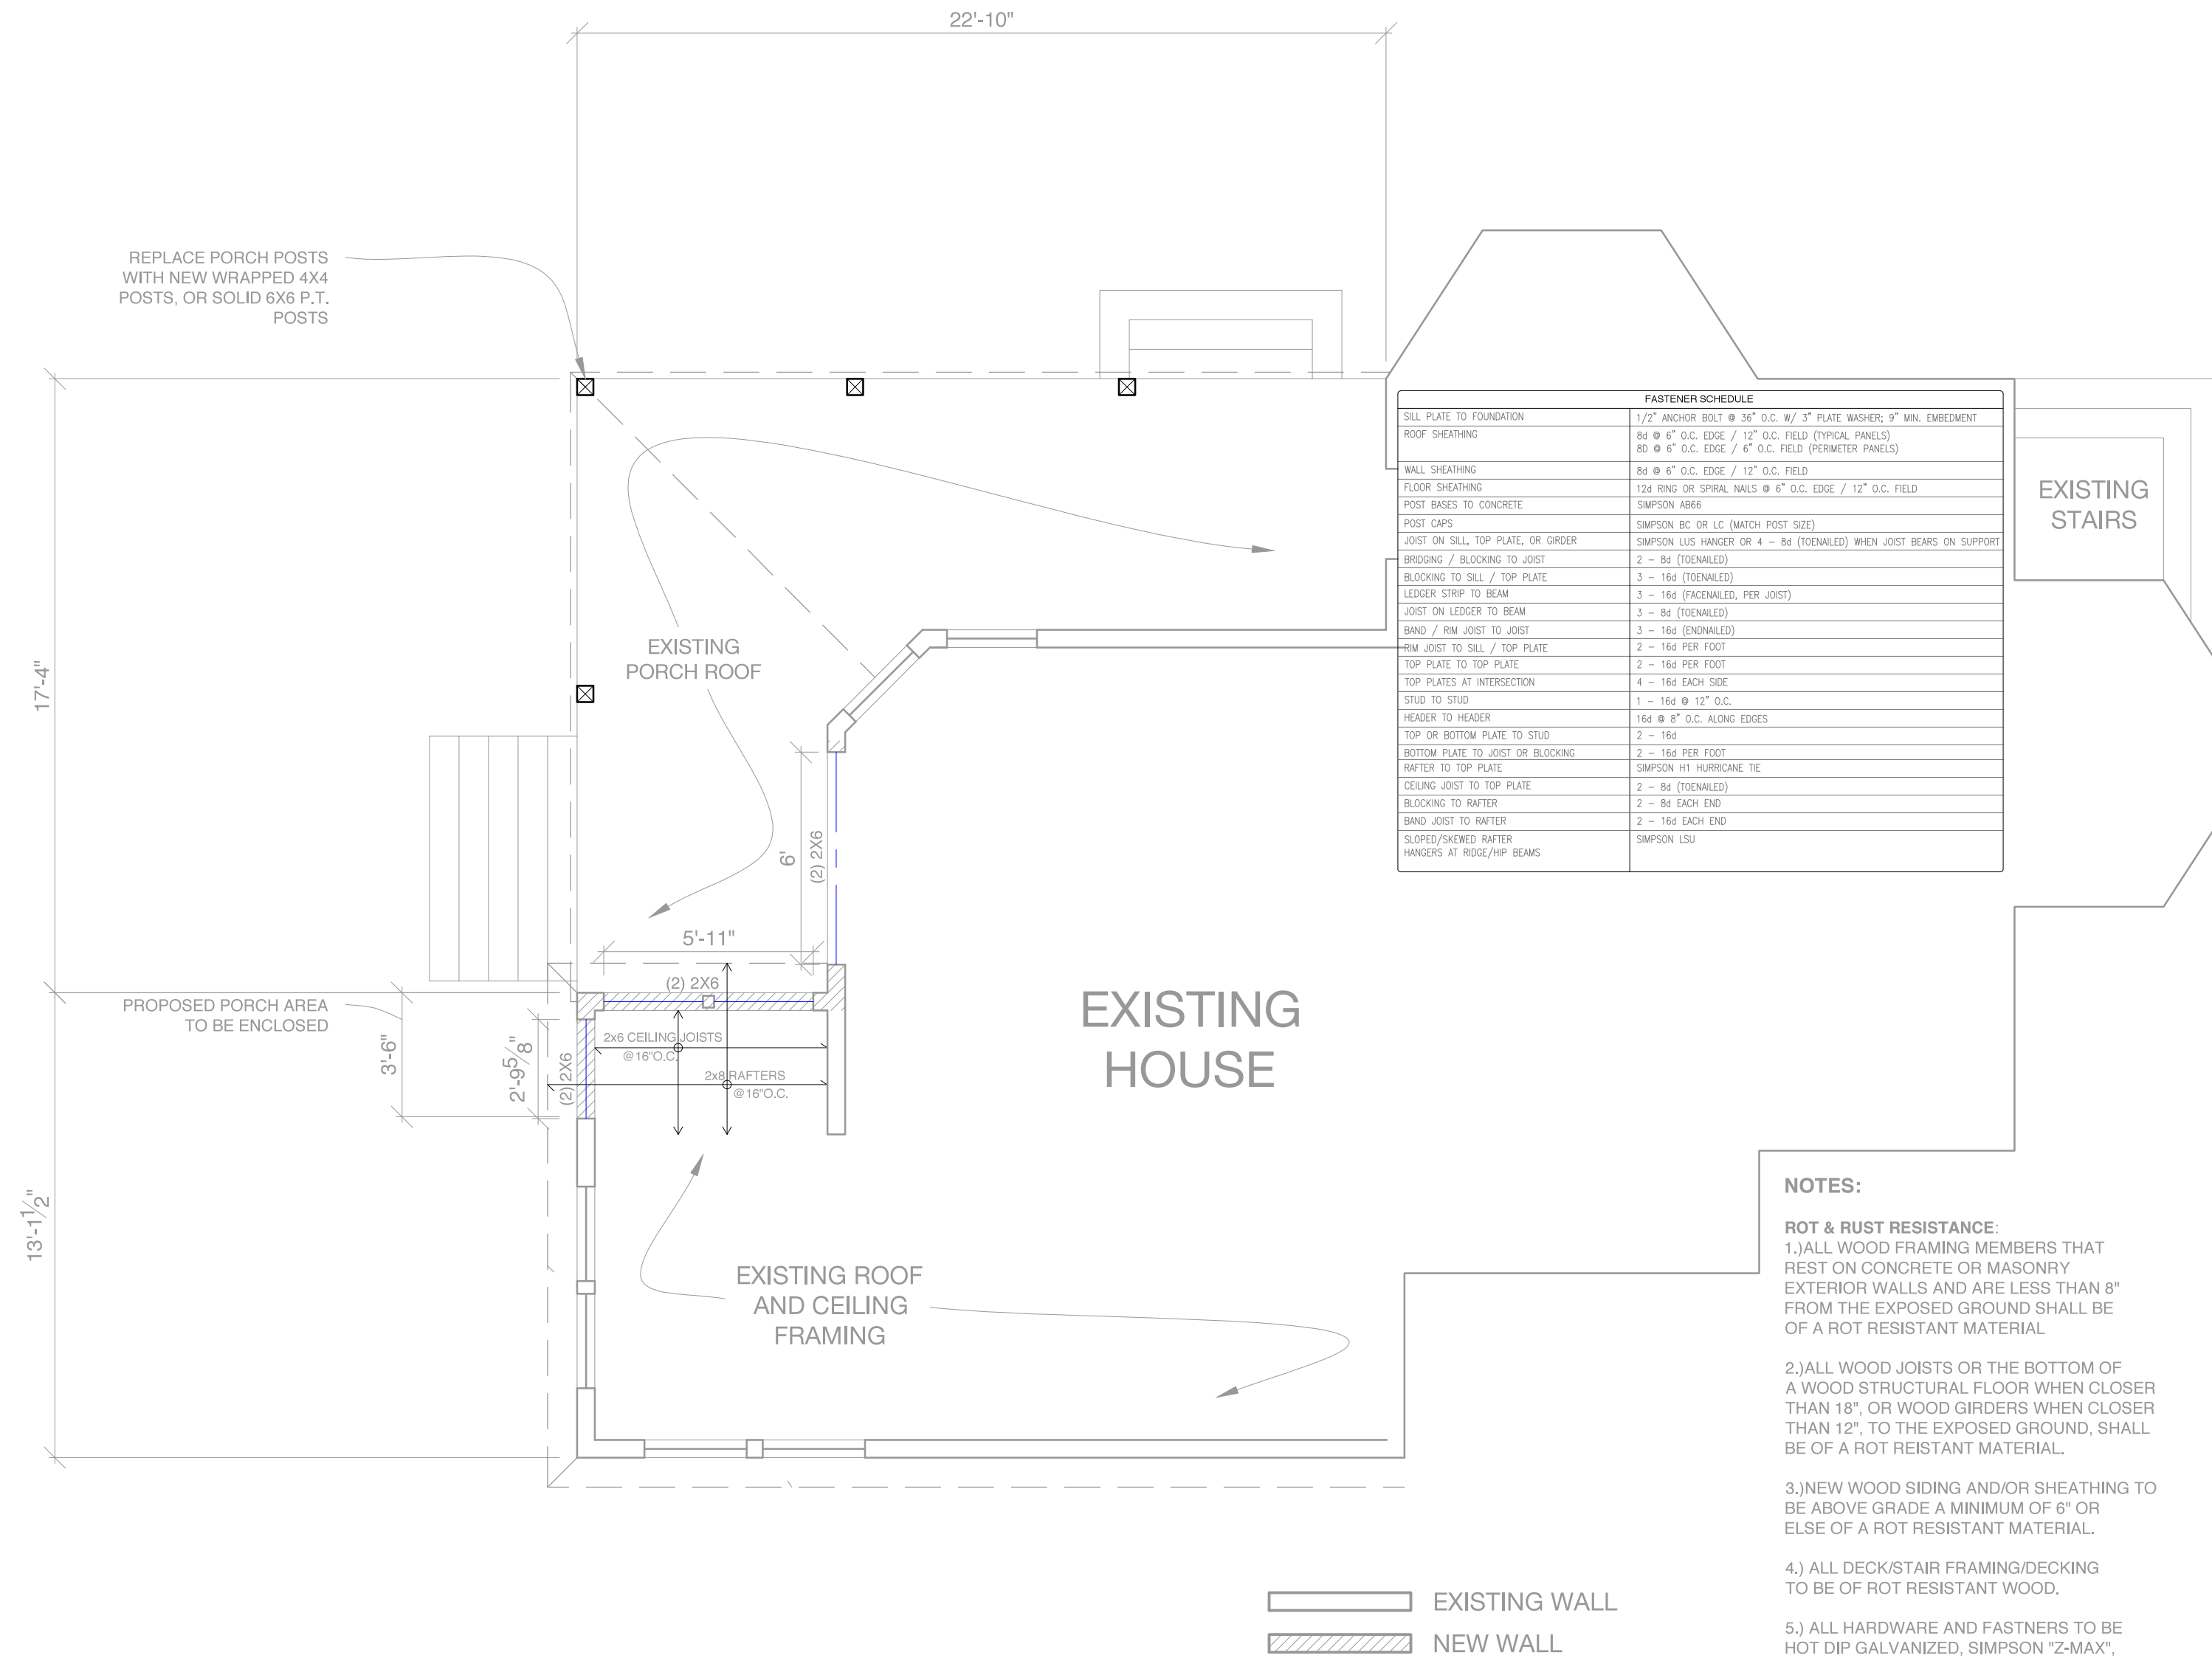 22'-10"
REPLACE PORCH POSTS
WITH NEW WRAPPED 4X4
POSTS, OR SOLID 6X6 P.T.
POSTS
17'-4"
EXISTING
PORCH ROOF
6'
(2) 2X6
5'-11"
(2) 2X6
PROPOSED PORCH AREA
TO BE ENCLOSED
3'-6"
2'-9 5/8"
(2) 2X6
2x6 CEILING JOISTS
@16"O.C.
2x8 RAFTERS
@16"O.C.
13'-1 1/2"
EXISTING ROOF
AND CEILING
FRAMING
EXISTING
HOUSE
EXISTING
STAIRS
FASTENER SCHEDULE
SILL PLATE TO FOUNDATION 1/2" ANCHOR BOLT @ 36" O.C. W/ 3" PLATE WASHER; 9" MIN. EMBEDMENT
ROOF SHEATHING 8d @ 6" O.C. EDGE / 12" O.C. FIELD (TYPICAL PANELS)
8D @ 6" O.C. EDGE / 6" O.C. FIELD (PERIMETER PANELS)
WALL SHEATHING 8d @ 6" O.C. EDGE / 12" O.C. FIELD
FLOOR SHEATHING 12d RING OR SPIRAL NAILS @ 6" O.C. EDGE / 12" O.C. FIELD
POST BASES TO CONCRETE SIMPSON AB66
POST CAPS SIMPSON BC OR LC (MATCH POST SIZE)
JOIST ON SILL, TOP PLATE, OR GIRDER SIMPSON LUS HANGER OR 4 - 8d (TOENAILED) WHEN JOIST BEARS ON SUPPORT
BRIDGING / BLOCKING TO JOIST 2 - 8d (TOENAILED)
BLOCKING TO SILL / TOP PLATE 3 - 16d (TOENAILED)
LEDGER STRIP TO BEAM 3 - 16d (FACENAILED, PER JOIST)
JOIST ON LEDGER TO BEAM 3 - 8d (TOENAILED)
BAND / RIM JOIST TO JOIST 3 - 16d (ENDNAILED)
RIM JOIST TO SILL / TOP PLATE 2 - 16d PER FOOT
TOP PLATE TO TOP PLATE 2 - 16d PER FOOT
TOP PLATES AT INTERSECTION 4 - 16d EACH SIDE
STUD TO STUD 1 - 16d @ 12" O.C.
HEADER TO HEADER 16d @ 8" O.C. ALONG EDGES
TOP OR BOTTOM PLATE TO STUD 2 - 16d
BOTTOM PLATE TO JOIST OR BLOCKING 2 - 16d PER FOOT
RAFTER TO TOP PLATE SIMPSON H1 HURRICANE TIE
CEILING JOIST TO TOP PLATE 2 - 8d (TOENAILED)
BLOCKING TO RAFTER 2 - 8d EACH END
BAND JOIST TO RAFTER 2 - 16d EACH END
SLOPED/SKEWED RAFTER SIMPSON LSU
HANGERS AT RIDGE/HIP BEAMS
NOTES:
ROT & RUST RESISTANCE:
1.)ALL WOOD FRAMING MEMBERS THAT
REST ON CONCRETE OR MASONRY
EXTERIOR WALLS AND ARE LESS THAN 8"
FROM THE EXPOSED GROUND SHALL BE
OF A ROT RESISTANT MATERIAL
2.)ALL WOOD JOISTS OR THE BOTTOM OF
A WOOD STRUCTURAL FLOOR WHEN CLOSER
THAN 18", OR WOOD GIRDERS WHEN CLOSER
THAN 12", TO THE EXPOSED GROUND, SHALL
BE OF A ROT REISTANT MATERIAL.
3.)NEW WOOD SIDING AND/OR SHEATHING TO
BE ABOVE GRADE A MINIMUM OF 6" OR
ELSE OF A ROT RESISTANT MATERIAL.
4.) ALL DECK/STAIR FRAMING/DECKING
TO BE OF ROT RESISTANT WOOD.
5.) ALL HARDWARE AND FASTNERS TO BE
HOT DIP GALVANIZED, SIMPSON "Z-MAX",
EXISTING WALL
NEW WALL